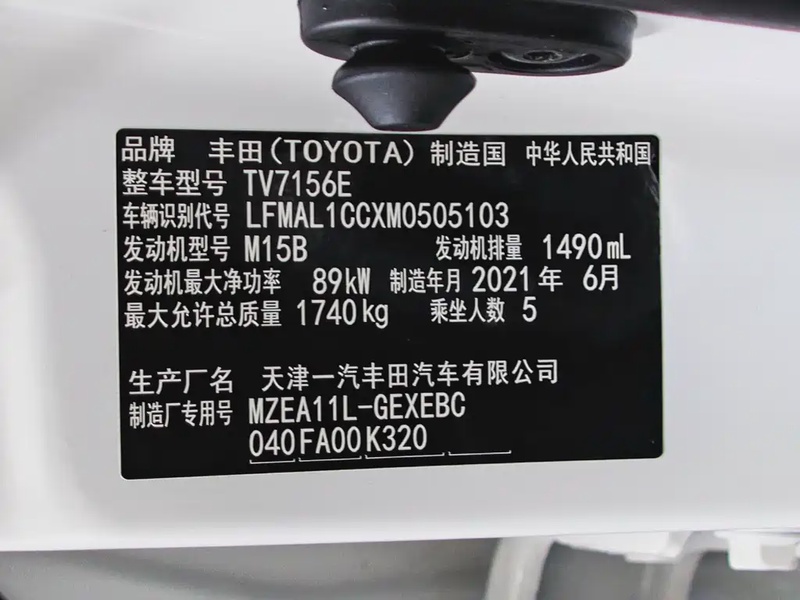 品牌 丰田(TOYOTA) 制造国 中华人民共和国
整车型号 TV7156E
车辆识别代号 LFMAL1CCXM0505103
发动机型号 M15B 发动机排量 1490mL
发动机最大净功率 89kW 制造年月 2021年 6月
最大允许总质量 1740kg 乘坐人数 5
生产厂名 天津一汽丰田汽车有限公司
制造厂专用号 MZEA11L-GEXEBC
040FA00K320